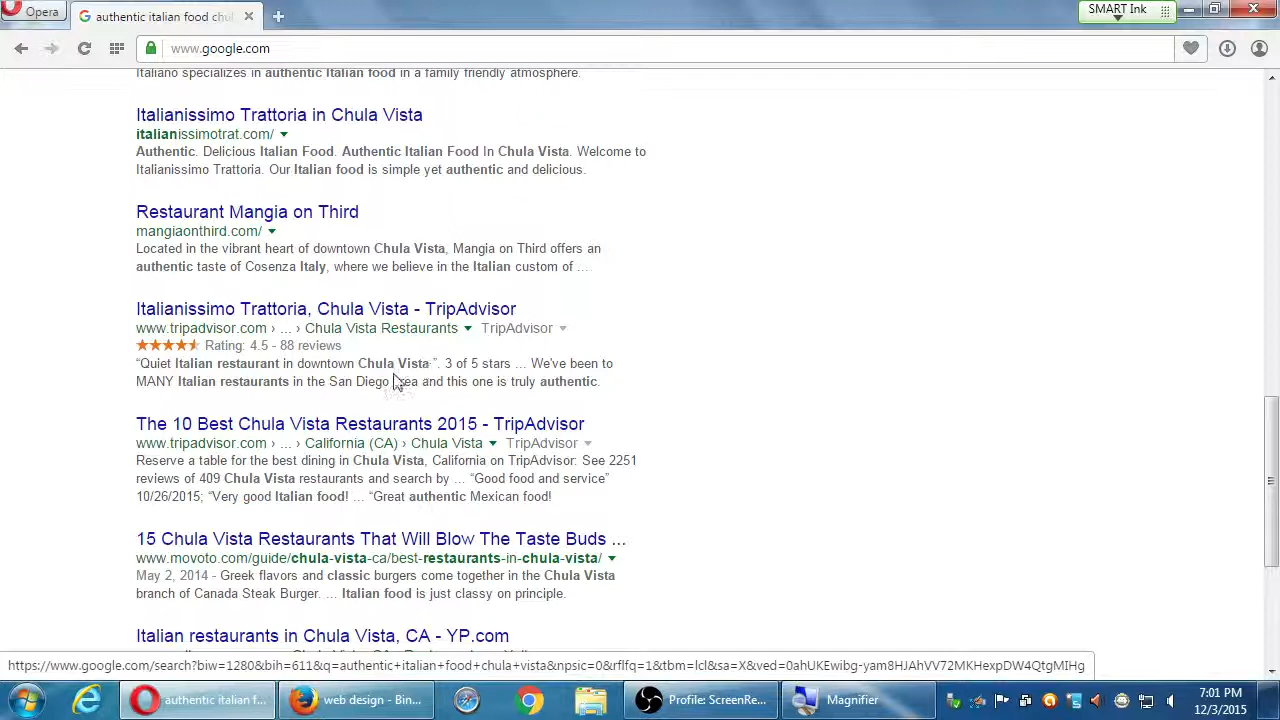 Opera
authentic italian food chul
SMART Ink
www.google.com
Italiano specializes in authentic Italian food in a family friendly atmosphere.
Italianissimo Trattoria in Chula Vista
italianissimotrat.com/
Authentic. Delicious Italian Food. Authentic Italian Food In Chula Vista. Welcome to
Italianissimo Trattoria. Our Italian food is simple yet authentic and delicious.
Restaurant Mangia on Third
mangiaonthird.com/
Located in the vibrant heart of downtown Chula Vista, Mangia on Third offers an
authentic taste of Cosenza Italy, where we believe in the Italian custom of ...
Italianissimo Trattoria, Chula Vista - TripAdvisor
www.tripadvisor.com › ... › Chula Vista Restaurants TripAdvisor
Rating: 4.5 - 88 reviews
“Quiet Italian restaurant in downtown Chula Vista·”. 3 of 5 stars ... We've been to
MANY Italian restaurants in the San Diego area and this one is truly authentic.
The 10 Best Chula Vista Restaurants 2015 - TripAdvisor
www.tripadvisor.com › ... › California (CA) › Chula Vista TripAdvisor
Reserve a table for the best dining in Chula Vista, California on TripAdvisor: See 2251
reviews of 409 Chula Vista restaurants and search by ... “Good food and service”
10/26/2015; “Very good Italian food! ... “Great authentic Mexican food!
15 Chula Vista Restaurants That Will Blow The Taste Buds ...
www.movoto.com/guide/chula-vista-ca/best-restaurants-in-chula-vista/
May 2, 2014 - Greek flavors and classic burgers come together in the Chula Vista
branch of Canada Steak Burger. ... Italian food is just classy on principle.
Italian restaurants in Chula Vista, CA - YP.com
https://www.google.com/search?biw=1280&bih=611&q=authentic+italian+food+chula+vista&npsic=0&rflfq=1&tbm=lcl&sa=X&ved=0ahUKEwibg-yam8HJAhVV72MKHexpDW4QtgMIHg
authentic italian f...
web design - Bin...
Profile: ScreenRe...
Magnifier
7:01 PM
12/3/2015